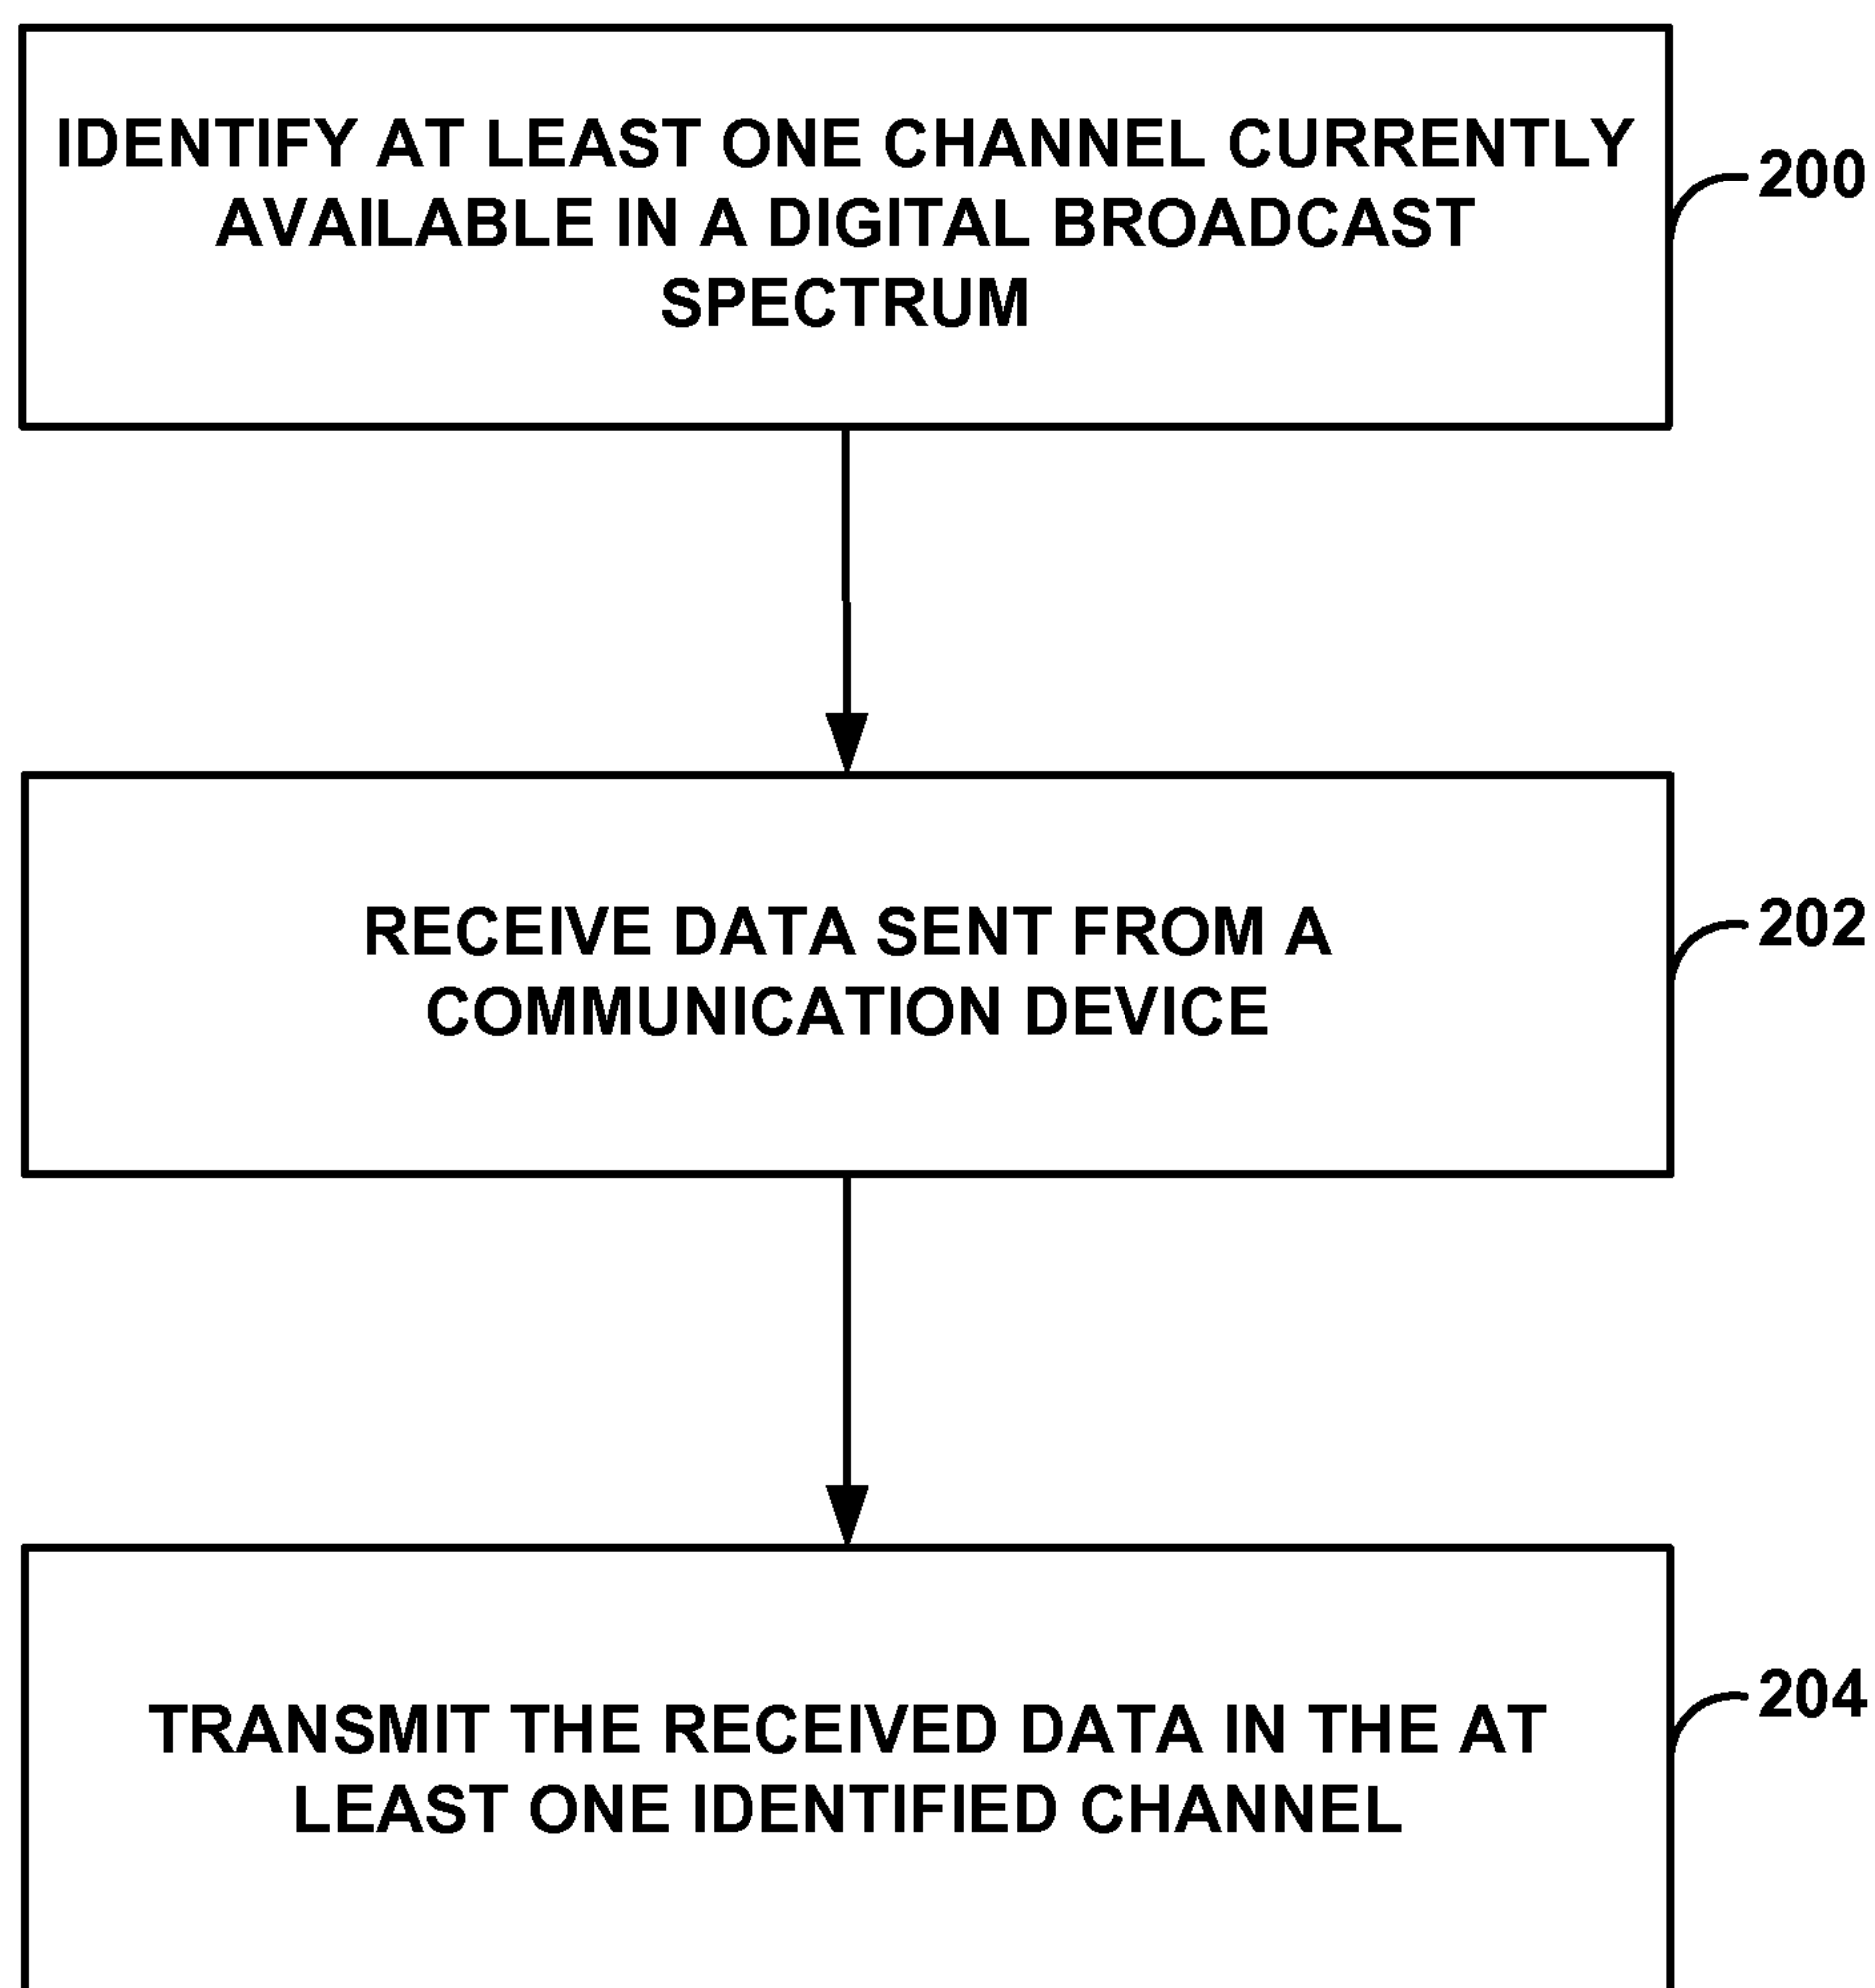 IDENTIFY AT LEAST ONE CHANNEL CURRENTLY
AVAILABLE IN A DIGITAL BROADCAST
SPECTRUM
200
RECEIVE DATA SENT FROM A
COMMUNICATION DEVICE
202
TRANSMIT THE RECEIVED DATA IN THE AT
LEAST ONE IDENTIFIED CHANNEL
204